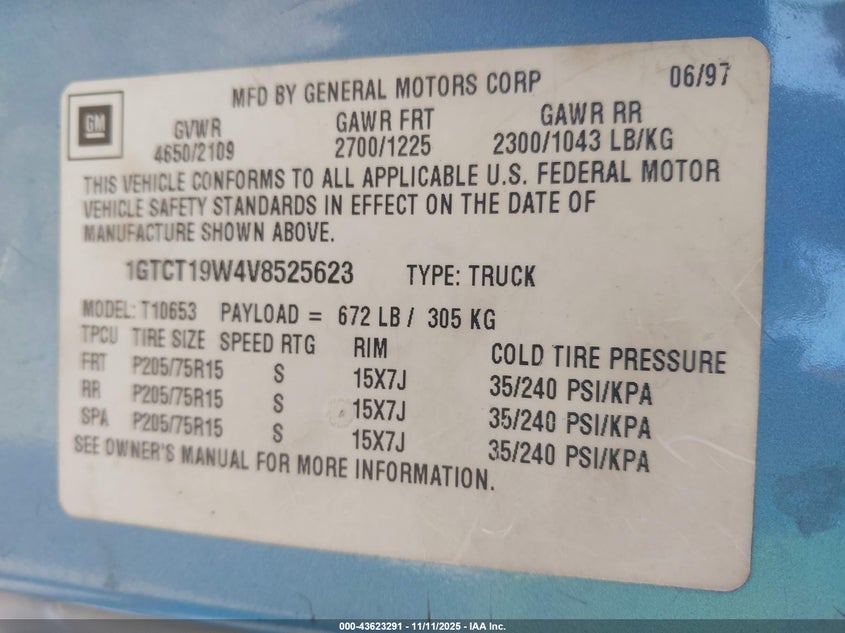 MFD BY GENERAL MOTORS CORP 06/97
GM
GVWR GAWR FRT GAWR RR
4650/2109 2700/1225 2300/1043 LB/KG
THIS VEHICLE CONFORMS TO ALL APPLICABLE U.S. FEDERAL MOTOR
VEHICLE SAFETY STANDARDS IN EFFECT ON THE DATE OF
MANUFACTURE SHOWN ABOVE.
1GTCT19W4V8525623 TYPE: TRUCK
MODEL: T10653 PAYLOAD = 672 LB / 305 KG
TPCU TIRE SIZE SPEED RTG RIM COLD TIRE PRESSURE
FRT P205/75R15 S 15X7J 35/240 PSI/KPA
RR P205/75R15 S 15X7J 35/240 PSI/KPA
SPA P205/75R15 S 15X7J 35/240 PSI/KPA
SEE OWNER'S MANUAL FOR MORE INFORMATION.
000-43623291 - 11/11/2025 - IAA Inc.